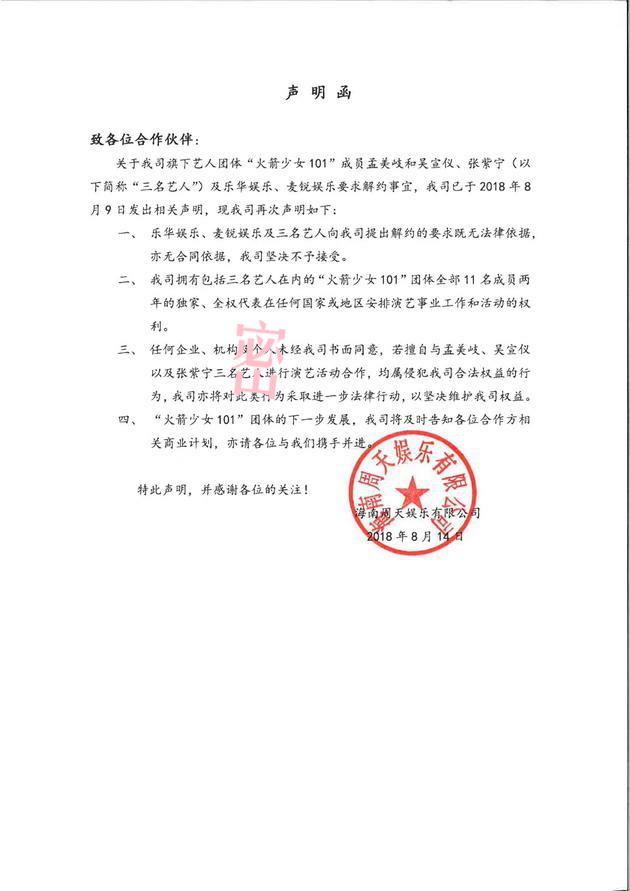 声明函
致各位合作伙伴：
关于我司旗下艺人团体“火箭少女101”成员孟美岐和吴宣仪、张紫宁（以
下简称“三名艺人”）及乐华娱乐、麦锐娱乐要求解约事宜，我司已于2018年8
月9日发出相关声明，现我司再次声明如下：
一、 乐华娱乐、麦锐娱乐及三名艺人向我司提出解约的要求既无法律依据，
亦无合同依据，我司坚决不予接受。
二、 我司拥有包括三名艺人在内的“火箭少女101”团体全部11名成员两
年的独家、全权代表在任何国家或地区安排演艺事业工作和活动的权
利。
密
三、 任何企业、机构及个人未经我司书面同意，若擅自与孟美岐、吴宣仪
以及张紫宁三名艺人进行演艺活动合作，均属侵犯我司合法权益的行
为，我司亦将对此类行为采取进一步法律行动，以坚决维护我司权益。
四、 “火箭少女101”团体的下一步发展，我司将及时告知各位合作方相
关商业计划，亦请各位与我们携手并进。
特此声明，并感谢各位的关注！
海南周天娱乐有限公司
海南周天娱乐有限公司
2018年8月14日